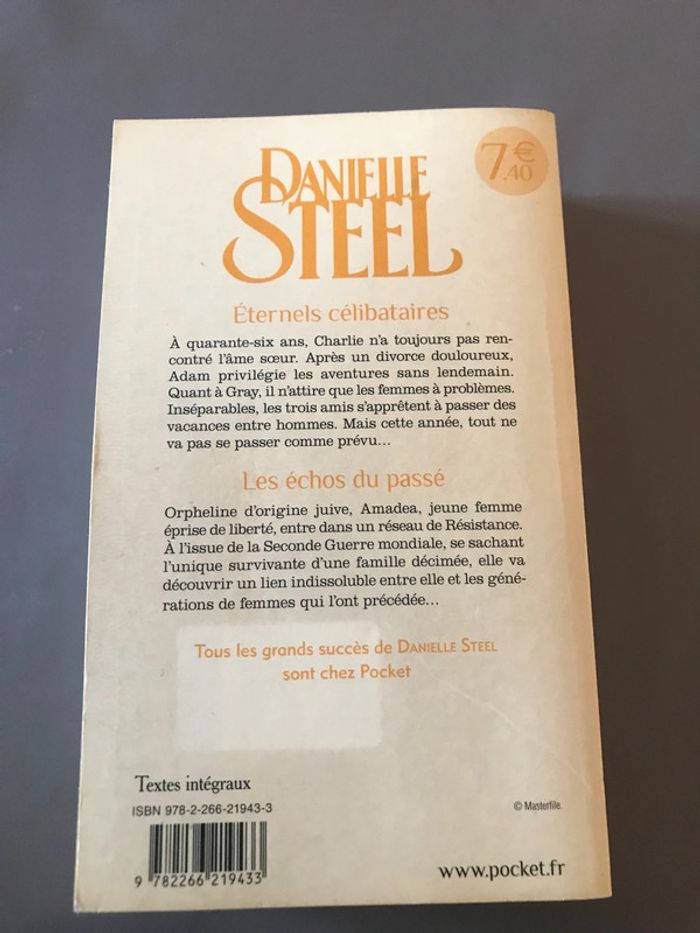 DANIELLE
STEEL
7€
,40
Éternels célibataires
À quarante-six ans, Charlie n'a toujours pas ren-
contré l'âme sœur. Après un divorce douloureux,
Adam privilégie les aventures sans lendemain.
Quant à Gray, il n'attire que les femmes à problèmes.
Inséparables, les trois amis s'apprêtent à passer des
vacances entre hommes. Mais cette année, tout ne
va pas se passer comme prévu...
Les échos du passé
Orpheline d'origine juive, Amadea, jeune femme
éprise de liberté, entre dans un réseau de Résistance.
À l'issue de la Seconde Guerre mondiale, se sachant
l'unique survivante d'une famille décimée, elle va
découvrir un lien indissoluble entre elle et les géné-
rations de femmes qui l'ont précédée...
Tous les grands succès de DANIELLE STEEL
sont chez Pocket
Textes intégraux
ISBN 978-2-266-21943-3
© Masterfile.
9 782266 219433
www.pocket.fr